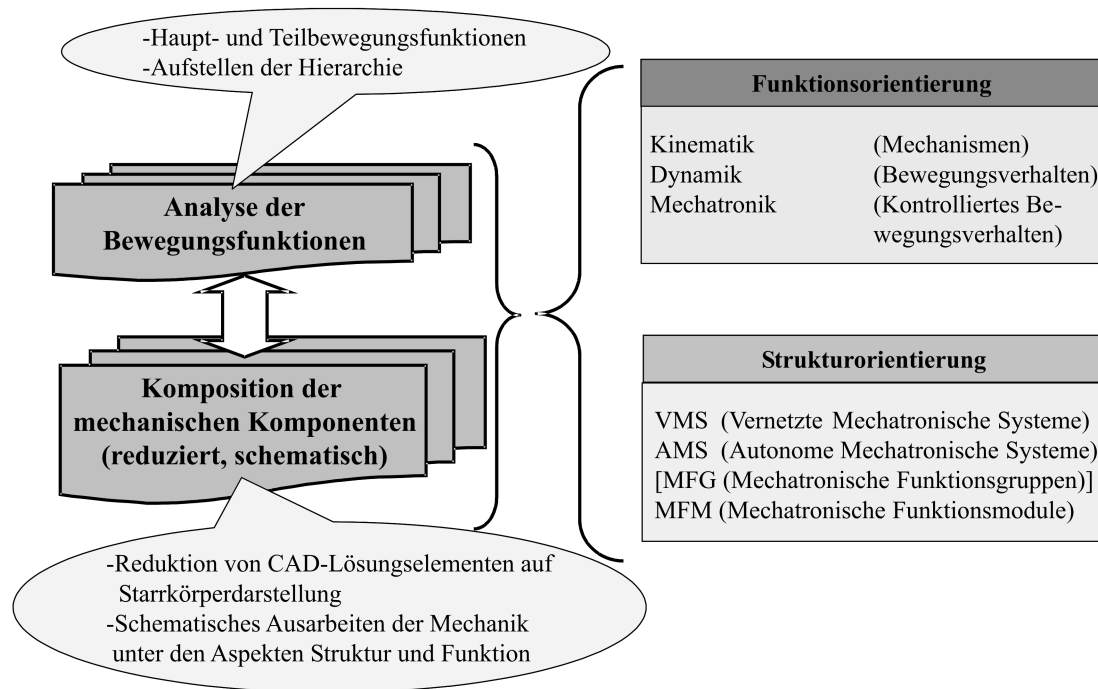 -Haupt- und Teilbewegungsfunktionen
-Aufstellen der Hierarchie
Analyse der
Bewegungsfunktionen
Komposition der
mechanischen Komponenten
(reduziert, schematisch)
-Reduktion von CAD-Lösungselementen auf
Starrkörperdarstellung
-Schematisches Ausarbeiten der Mechanik
unter den Aspekten Struktur und Funktion
Funktionsorientierung
Kinematik (Mechanismen)
Dynamik (Bewegungsverhalten)
Mechatronik (Kontrolliertes Be-
wegungsverhalten)
Strukturorientierung
VMS (Vernetzte Mechatronische Systeme)
AMS (Autonome Mechatronische Systeme)
[MFG (Mechatronische Funktionsgruppen)]
MFM (Mechatronische Funktionsmodule)